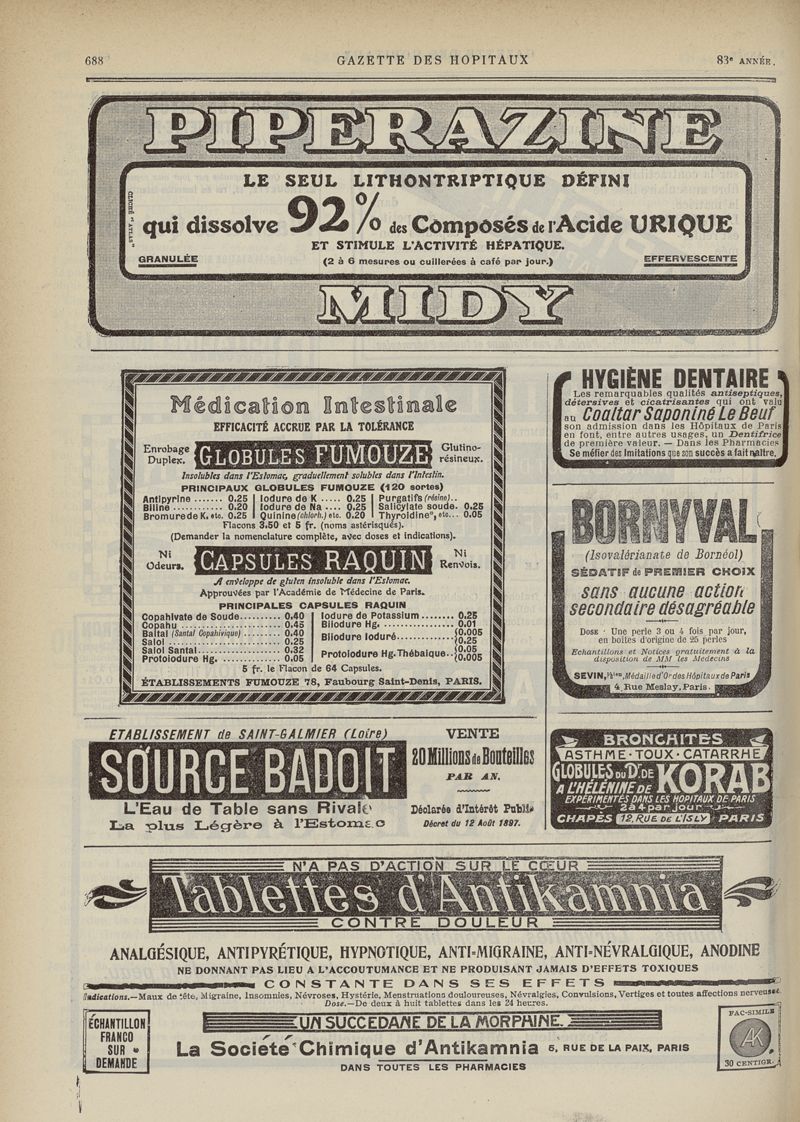 688
GAZETTE DES HOPITAUX
83e ANNÉE.
PIPERAZINE
LE SEUL LITHONTRIPTIQUE DÉFINI
qui dissolve 92% des Composés de l'Acide URIQUE
ET STIMULE L'ACTIVITÉ HÉPATIQUE.
GRANULÉE
(2 à 6 mesures ou cuillerées à café par jour.)
EFFERVESCENTE
MIDY
Médication Intestinale
EFFICACITÉ ACCRUE PAR LA TOLÉRANCE
Enrobage Duplex. GLOBULES FUMOUZE Glutino-résineux.
Insolubles dans l'Estomac, graduellement solubles dans l'Intestin.
PRINCIPAUX GLOBULES FUMOUZE (120 sortes)
Antipyrine ....... 0.25 | Iodure de K ..... 0.25 | Purgatifs (résine)..
Biline ........... 0.20 | Iodure de Na .... 0.25 | Salicylate soude. 0.25
Bromure de K. etc. 0.25 | Quinine (chlorh.) etc. 0.20 | Thyroïdine*, etc... 0.05
Flacons 3.50 et 5 fr. (noms astérisqués).
(Demander la nomenclature complète, avec doses et indications).
Ni Odeurs. CAPSULES RAQUIN Ni Renvois.
A enveloppe de gluten insoluble dans l'Estomac.
Approuvées par l'Académie de Médecine de Paris.
PRINCIPALES CAPSULES RAQUIN
Copahivate de Soude.......... 0.40
Copahu ....................... 0.45
Baltal (Santal Copahivique) ......... 0.40
Salol ........................ 0.25
Salol Santal.................. 0.32
Protoiodure Hg. .............. 0.05
Iodure de Potassium ........ 0.25
Biiodure Hg. ................ 0.01
Biiodure Ioduré.............. {0.005 {0.25
Protoiodure Hg. Thébaïque.. {0.05 {0.005
5 fr. le Flacon de 64 Capsules.
ÉTABLISSEMENTS FUMOUZE 78, Faubourg Saint-Denis, PARIS.
HYGIÈNE DENTAIRE
Les remarquables qualités antiseptiques,
détersives et cicatrisantes qui ont valu
au Coaltar Saponiné Le Beuf
son admission dans les Hôpitaux de Paris
en font, entre autres usages, un Dentifrice
de première valeur. — Dans les Pharmacies
Se méfier des Imitations que son succès a fait naître.
BORNYVAL
(Isovalérianate de Bornéol)
SÉDATIF de PREMIER CHOIX
sans aucune action
secondaire désagréable
DOSE · Une perle 3 ou 4 fois par jour,
en boîtes d'origine de 25 perles
Echantillons et Notices gratuitement à la
disposition de MM les Médecins
SEVIN, Médaille d'Or des Hôpitaux de Paris
4 Rue Meslay, Paris.
ETABLISSEMENT de SAINT-GALMIER (Loire)
SOURCE BADOIT
L'Eau de Table sans Rivale
La plus Légère à l'Estomac
VENTE
20 Millions de Bouteilles
PAR AN.
Déclarée d'Intérêt Public
Décret du 12 Août 1897.
BRONCHITES
ASTHME · TOUX · CATARRHE
GLOBULES DU Dr. DE KORAB
A L'HÉLÉNINE DE
EXPÉRIMENTÉS DANS LES HOPITAUX DE PARIS
2 à 4 par jour
CHAPÈS 12, RUE DE L'ISLY PARIS
N'A PAS D'ACTION SUR LE CŒUR
Tablettes d'Antikamnia
CONTRE DOULEUR
ANALGÉSIQUE, ANTIPYRÉTIQUE, HYPNOTIQUE, ANTI-MIGRAINE, ANTI-NÉVRALGIQUE, ANODINE
NE DONNANT PAS LIEU A L'ACCOUTUMANCE ET NE PRODUISANT JAMAIS D'EFFETS TOXIQUES
CONSTANTE DANS SES EFFETS
Indications.—Maux de tête, Migraine, Insomnies, Névroses, Hystérie, Menstruations douloureuses, Névralgies, Convulsions, Vertiges et toutes affections nerveuses.
Dose.—De deux à huit tablettes dans les 24 heures.
ÉCHANTILLON
FRANCO
SUR
DEMANDE
UN SUCCÉDANÉ DE LA MORPHINE.
La Société Chimique d'Antikamnia 5, RUE DE LA PAIX, PARIS
DANS TOUTES LES PHARMACIES
FAC-SIMILE
AK
30 CENTIGR.